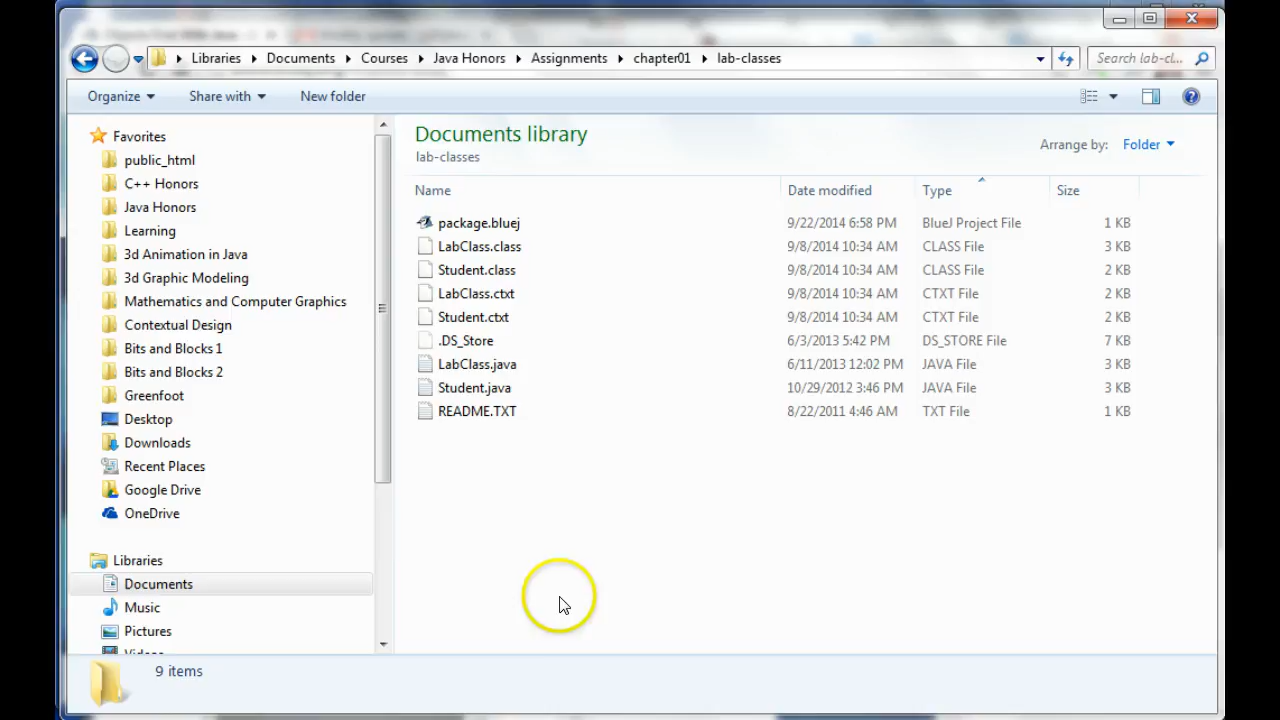 Libraries Documents Courses Java Honors Assignments chapter01 lab-classes Search lab-cl...
Organize Share with New folder
Favorites
public_html
C++ Honors
Java Honors
Learning
3d Animation in Java
3d Graphic Modeling
Mathematics and Computer Graphics
Contextual Design
Bits and Blocks 1
Bits and Blocks 2
Greenfoot
Desktop
Downloads
Recent Places
Google Drive
OneDrive
Libraries
Documents
Music
Pictures
Videos
Documents library
lab-classes
Arrange by: Folder
Name Date modified Type Size
package.bluej 9/22/2014 6:58 PM BlueJ Project File 1 KB
LabClass.class 9/8/2014 10:34 AM CLASS File 3 KB
Student.class 9/8/2014 10:34 AM CLASS File 2 KB
LabClass.ctxt 9/8/2014 10:34 AM CTXT File 2 KB
Student.ctxt 9/8/2014 10:34 AM CTXT File 2 KB
.DS_Store 6/3/2013 5:42 PM DS_STORE File 7 KB
LabClass.java 6/11/2013 12:02 PM JAVA File 3 KB
Student.java 10/29/2012 3:46 PM JAVA File 3 KB
README.TXT 8/22/2011 4:46 AM TXT File 1 KB
9 items